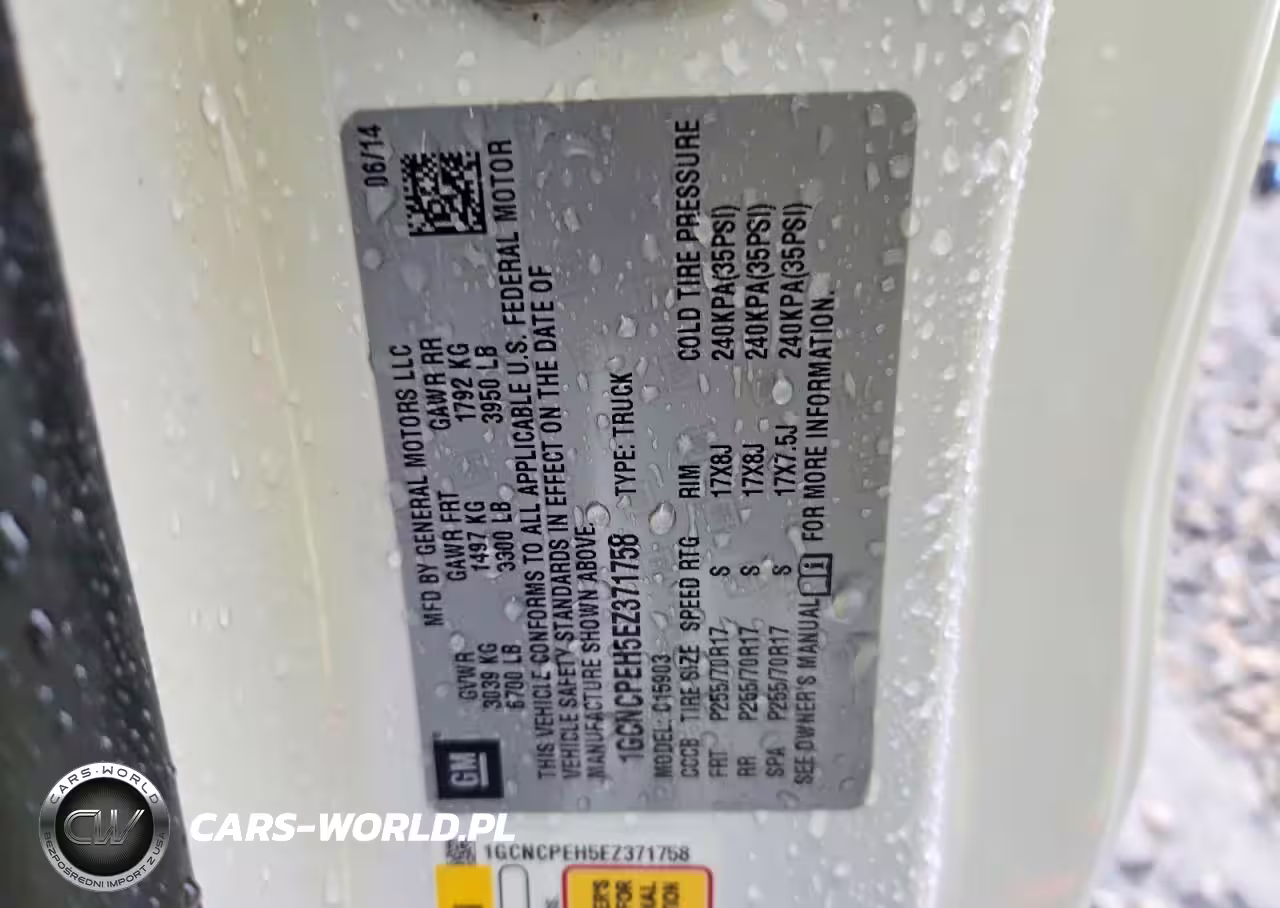 06/14
MFD BY GENERAL MOTORS LLC
GM
GVWR GAWR FRT GAWR RR
3039 KG 1497 KG 1792 KG
6700 LB 3300 LB 3950 LB
THIS VEHICLE CONFORMS TO ALL APPLICABLE U.S. FEDERAL MOTOR
VEHICLE SAFETY STANDARDS IN EFFECT ON THE DATE OF
MANUFACTURE SHOWN ABOVE.
1GCNCPEH5EZ371758 TYPE: TRUCK
MODEL: C15903
CCCB TIRE SIZE SPEED RTG RIM COLD TIRE PRESSURE
FRT P255/70R17 S 17X8J 240KPA(35PSI)
RR P255/70R17 S 17X8J 240KPA(35PSI)
SPA P255/70R17 S 17X7.5J 240KPA(35PSI)
SEE OWNER'S MANUAL FOR MORE INFORMATION.
1GCNCPEH5EZ371758
FOR
CARS-WORLD
CW
BEZPOŚREDNI IMPORT Z USA
CARS-WORLD.PL